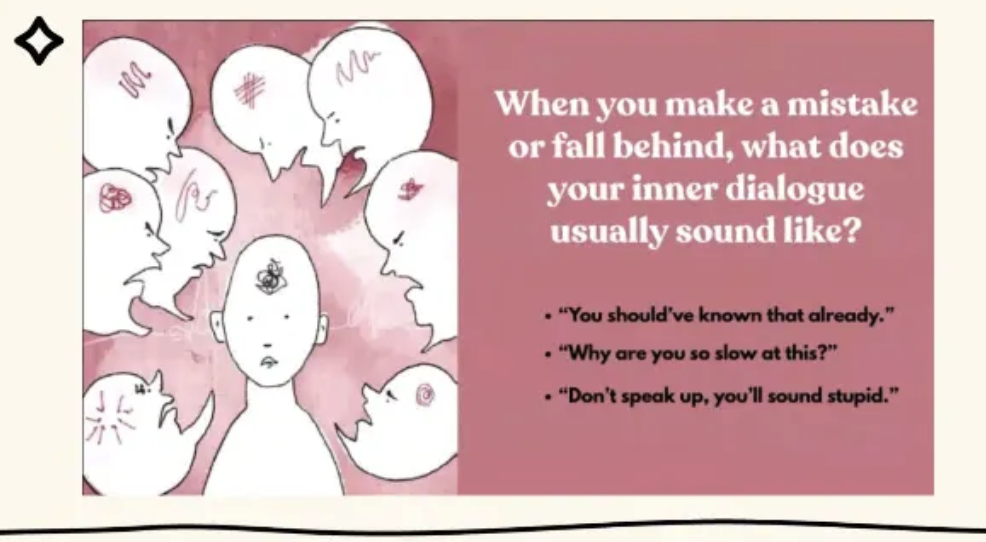 When you make a mistake
or fall behind, what does
your inner dialogue
usually sound like?
• “You should’ve known that already.”
• “Why are you so slow at this?”
• “Don’t speak up, you’ll sound stupid.”